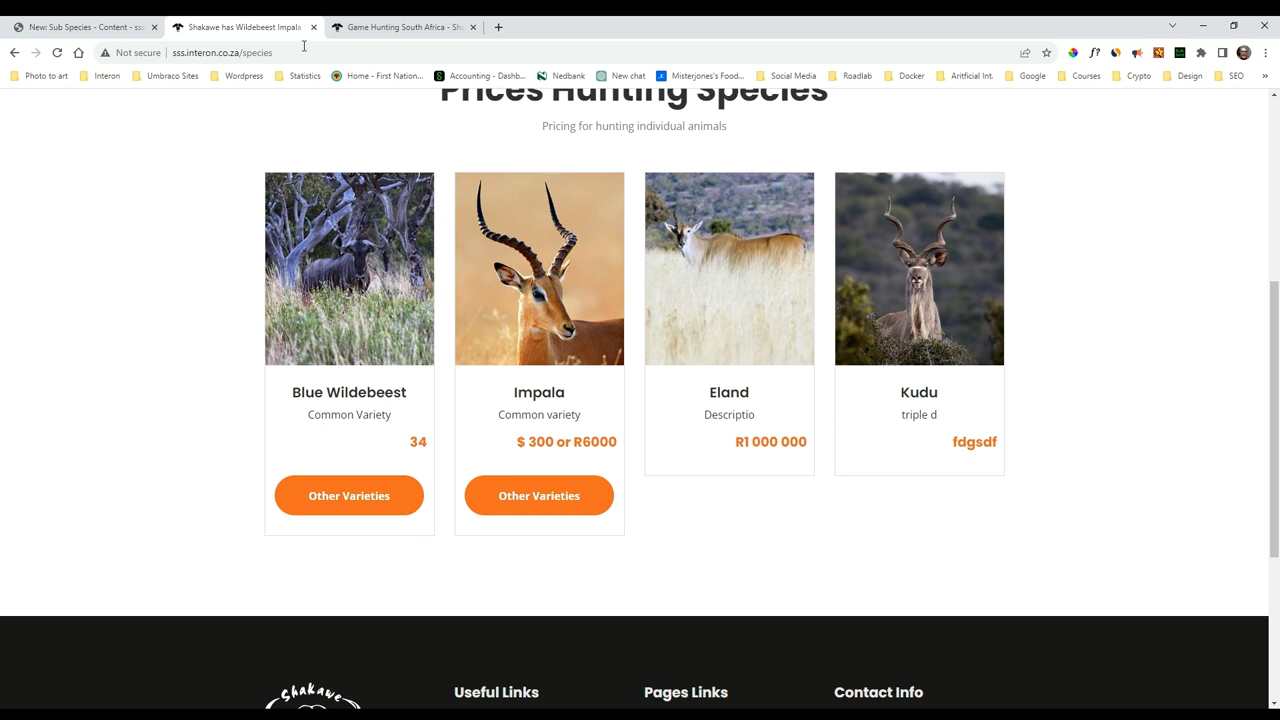 New: Sub Species - Content - sss
Shakawe has Wildebeest Impala
Game Hunting South Africa - Sha
Not secure
sss.interon.co.za/species
Photo to art
Interon
Umbraco Sites
Wordpress
Statistics
Home - First Nation...
Accounting - Dashb...
Nedbank
New chat
Misterjones's Food...
Social Media
Roadlab
Docker
Aritficial Int.
Google
Courses
Crypto
Design
SEO
Prices Hunting Species
Pricing for hunting individual animals
Blue Wildebeest
Common Variety
34
Other Varieties
Impala
Common variety
$ 300 or R6000
Other Varieties
Eland
Descriptio
R1 000 000
Kudu
triple d
fdgsdf
Shakawe
Useful Links
Pages Links
Contact Info